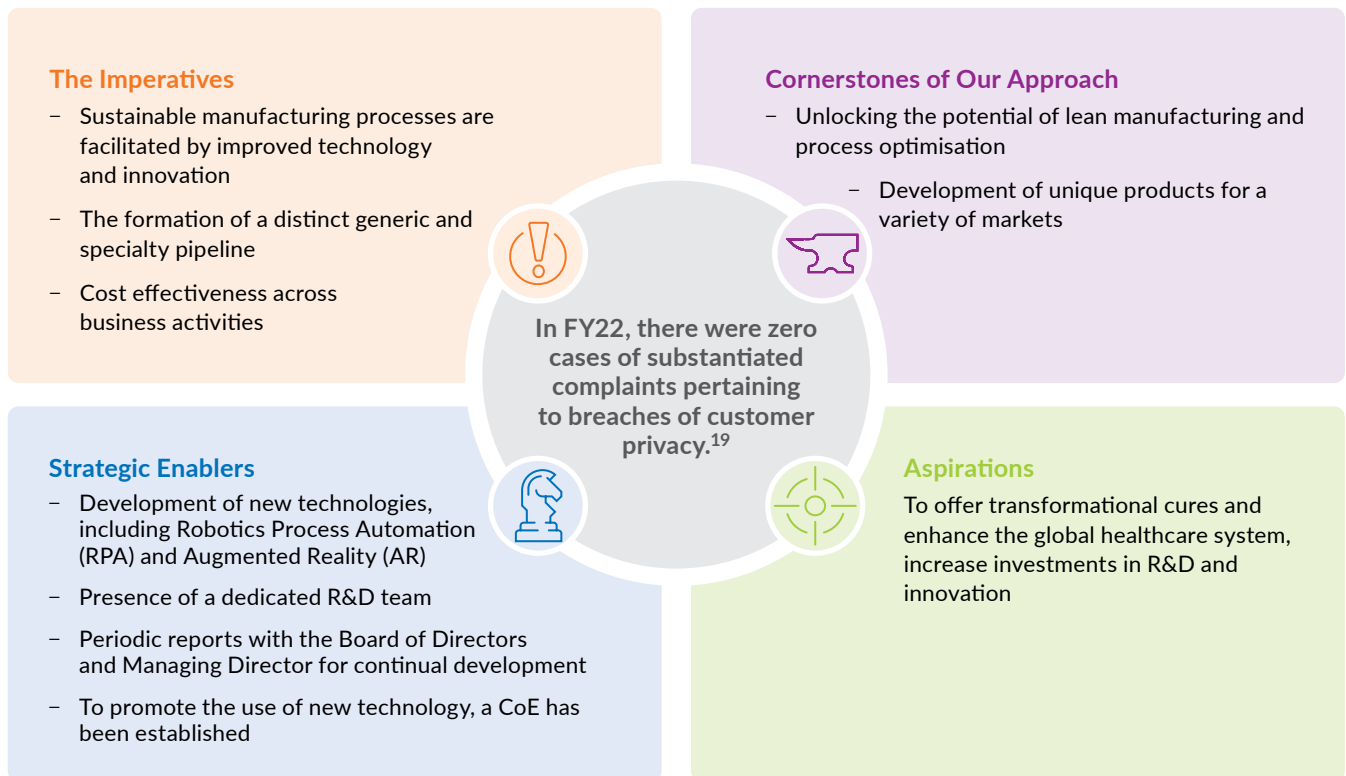 The Imperatives
– Sustainable manufacturing processes are
facilitated by improved technology
and innovation
– The formation of a distinct generic and
specialty pipeline
– Cost effectiveness across
business activities
Cornerstones of Our Approach
– Unlocking the potential of lean manufacturing and
process optimisation
– Development of unique products for a
variety of markets
In FY22, there were zero
cases of substantiated
complaints pertaining
to breaches of customer
privacy.19
Strategic Enablers
– Development of new technologies,
including Robotics Process Automation
(RPA) and Augmented Reality (AR)
– Presence of a dedicated R&D team
– Periodic reports with the Board of Directors
and Managing Director for continual development
– To promote the use of new technology, a CoE has
been established
Aspirations
To offer transformational cures and
enhance the global healthcare system,
increase investments in R&D and
innovation